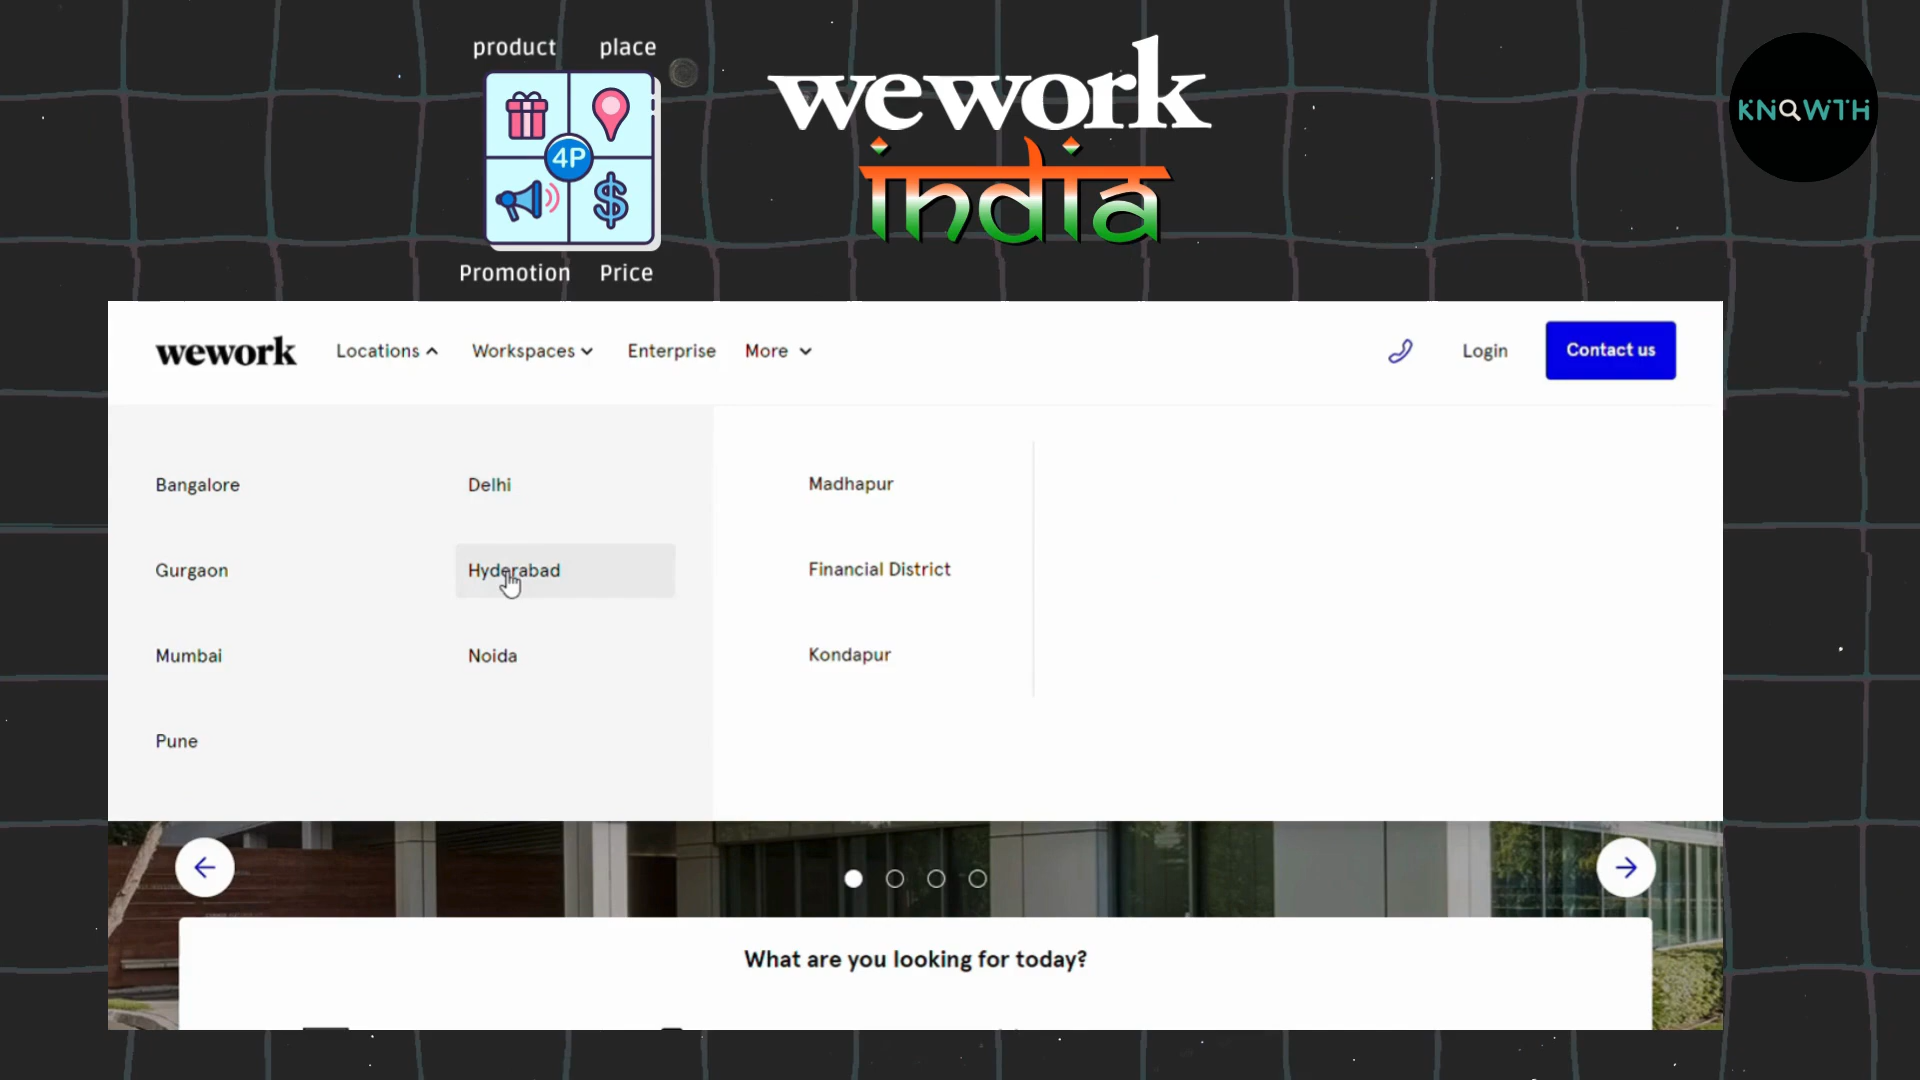 product place
4P
Promotion Price
wework
india
KNOWTH
wework Locations Workspaces Enterprise More Login Contact us
Bangalore Delhi Madhapur
Gurgaon Hyderabad Financial District
Mumbai Noida Kondapur
Pune
What are you looking for today?